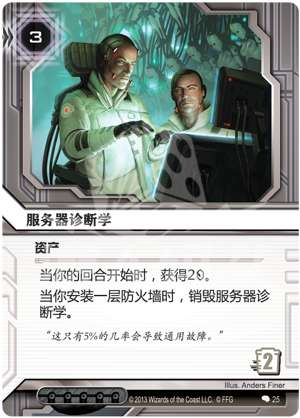 3
服务器诊断学
资产
当你的回合开始时，获得2。
当你安装一层防火墙时，销毁服务器诊
断学。
“这只有5%的几率会导致通用故障。”
2
Illus. Anders Finer
© 2013 Wizards of the Coast LLC. © FFG 25